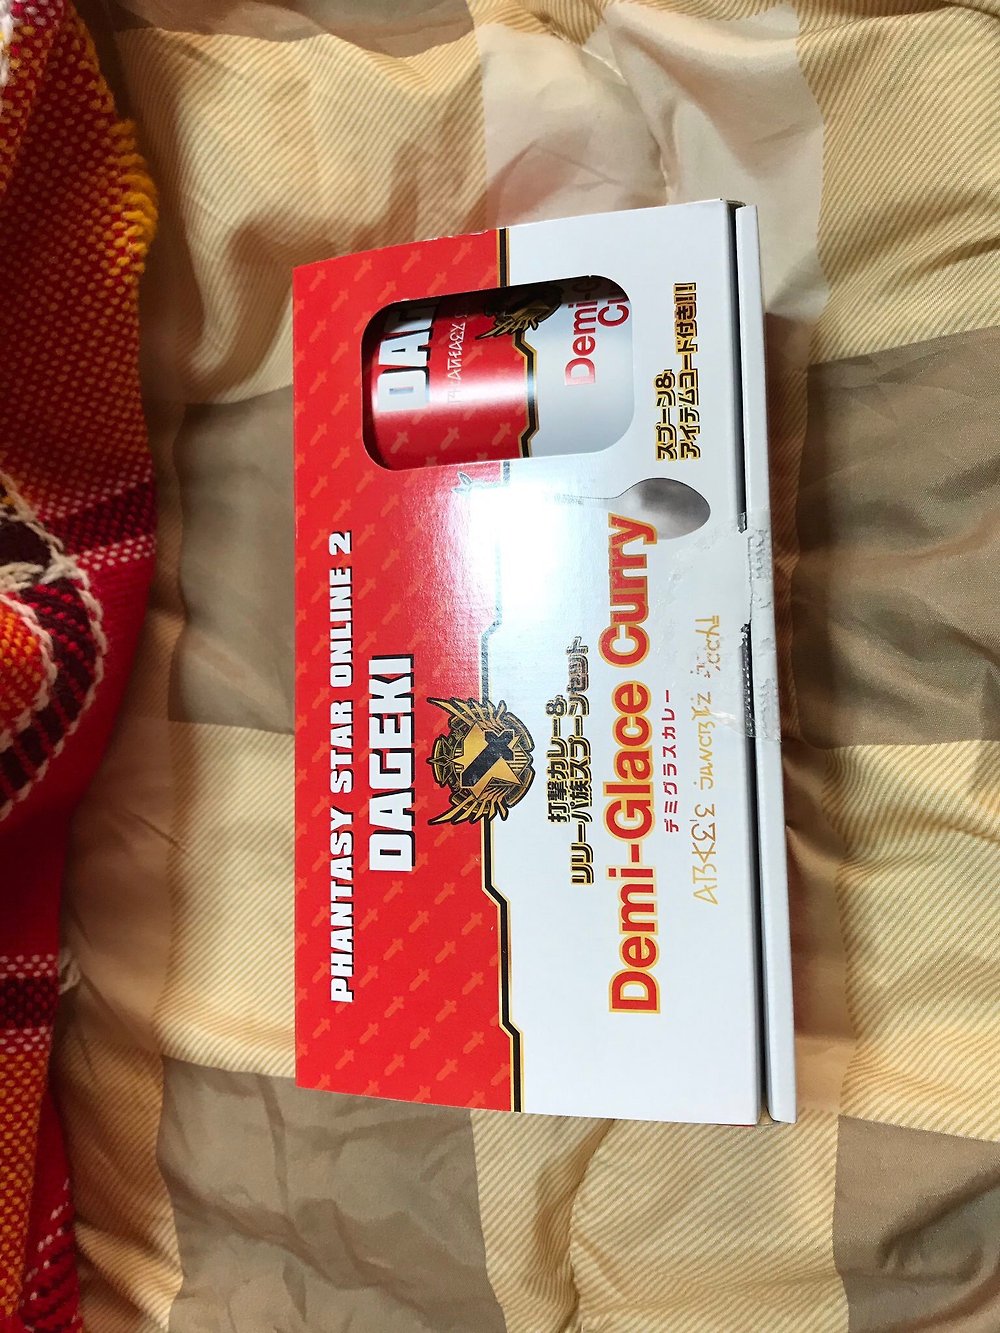 PHANTASY STAR ONLINE 2
DAGEKI
打撃カレー&
リリーパ族スプーンセット
Demi-Glace Curry
デミグラスカレー
スプーン&
アイテムコード付き!!!
Demi-G
Cu